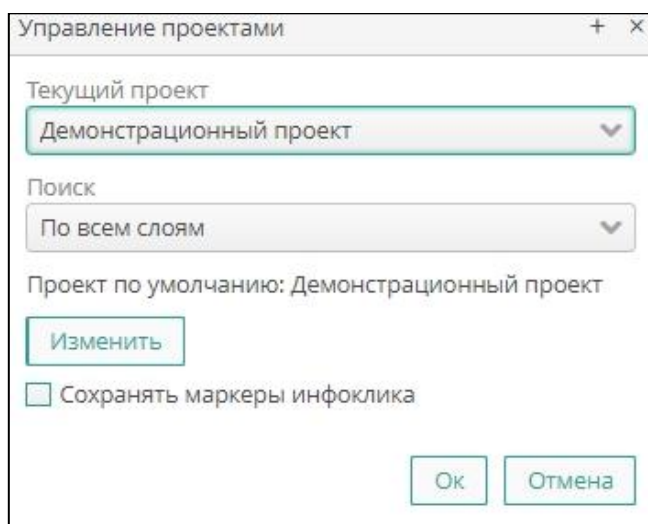 Управление проектами + ×
Текущий проект
Демонстрационный проект
Поиск
По всем слоям
Проект по умолчанию: Демонстрационный проект
Изменить
Сохранять маркеры инфоклика
Ок Отмена